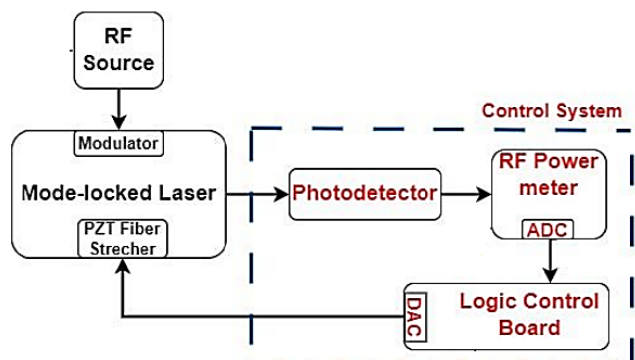 RF
Source
Control System
Modulator
Mode-locked Laser
PZT Fiber
Strecher
Photodetector
RF Power
meter
ADC
DAC
Logic Control
Board